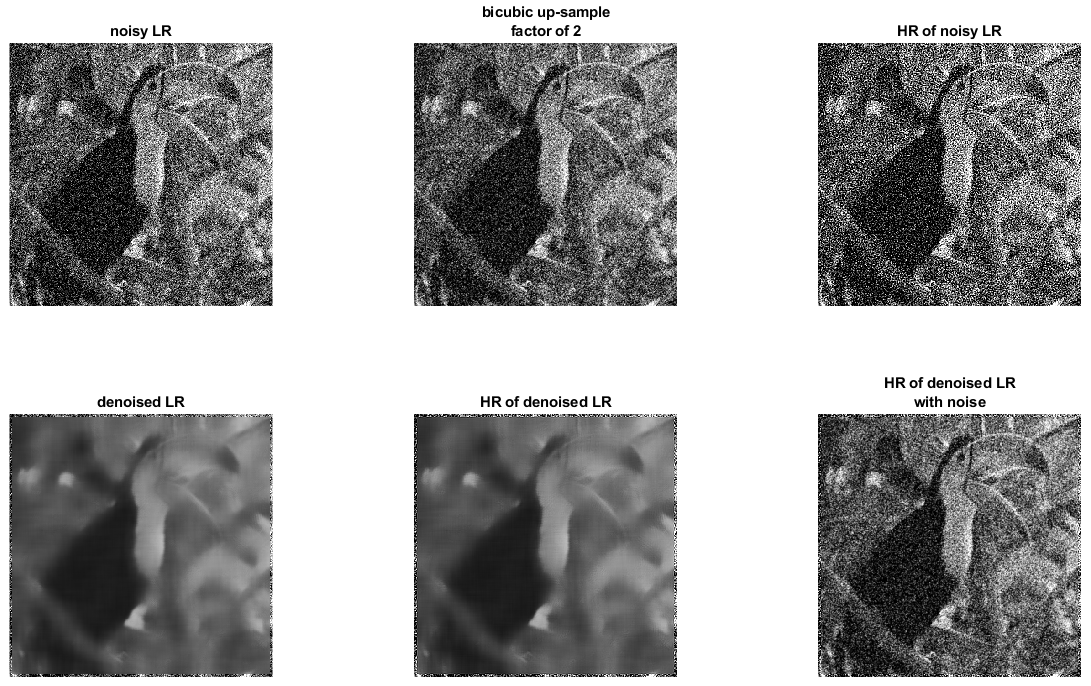 noisy LR
bicubic up-sample
factor of 2
HR of noisy LR
denoised LR
HR of denoised LR
HR of denoised LR
with noise